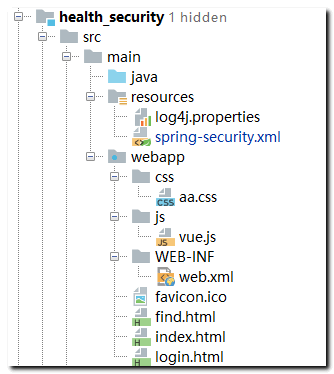 health_security 1 hidden
src
main
java
resources
log4j.properties
spring-security.xml
webapp
css
CSS aa.css
js
JS vue.js
WEB-INF
web.xml
favicon.ico
H find.html
H index.html
H login.html